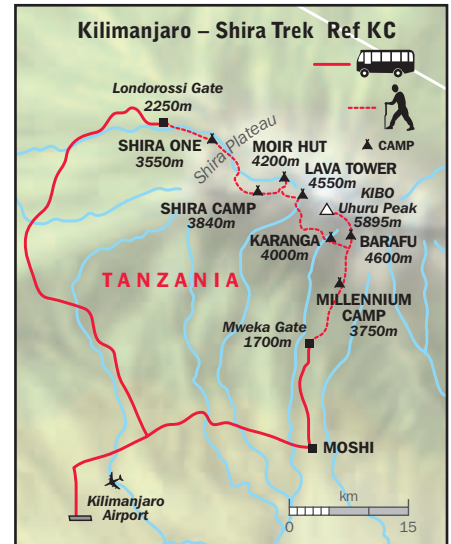 Kilimanjaro – Shira Trek Ref KC
Londorossi Gate
2250m
CAMP
SHIRA ONE
3550m
Shira Plateau
MOIR HUT
4200m
LAVA TOWER
4550m
KIBO
Uhuru Peak
5895m
SHIRA CAMP
3840m
KARANGA
4000m
BARAFU
4600m
TANZANIA
MILLENNIUM
CAMP
3750m
Mweka Gate
1700m
MOSHI
Kilimanjaro
Airport
km
0 15